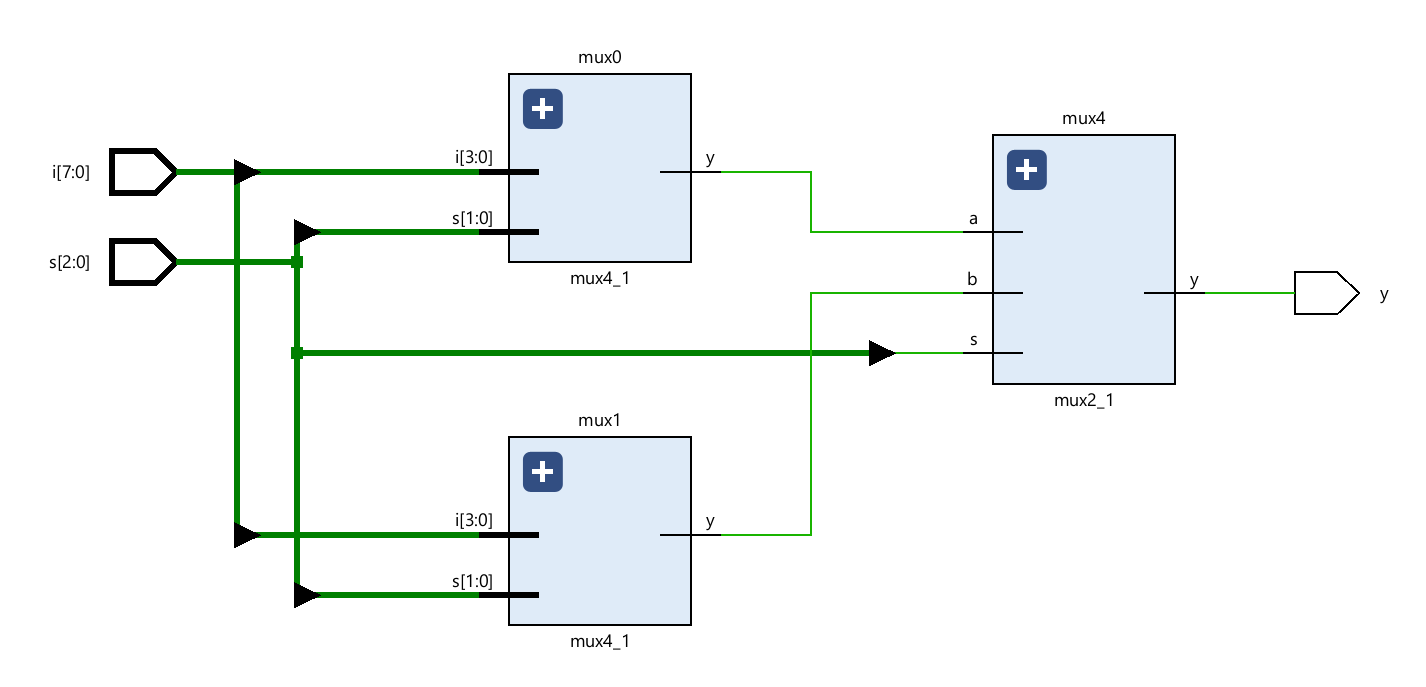 mux0
i[7:0]
i[3:0]
y
s[2:0]
s[1:0]
mux4_1
mux4
a
b
s
y
y
mux2_1
mux1
i[3:0]
y
s[1:0]
mux4_1